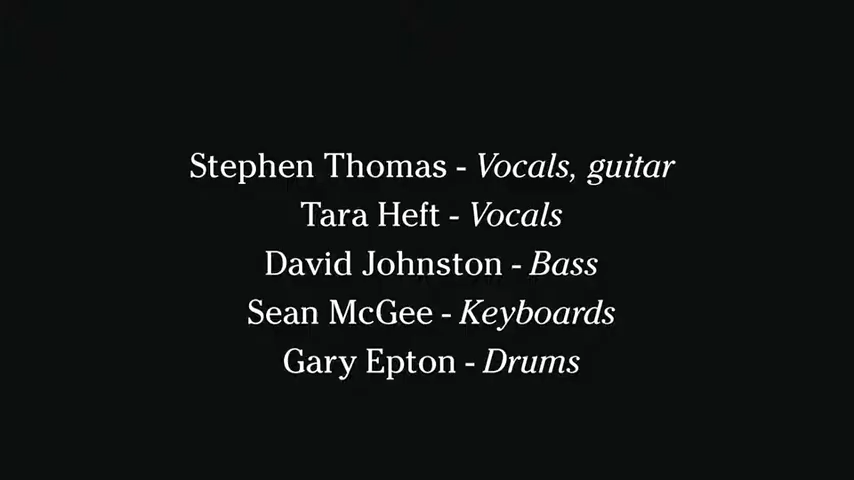 Stephen Thomas - Vocals, guitar
Tara Heft - Vocals
David Johnston - Bass
Sean McGee - Keyboards
Gary Epton - Drums